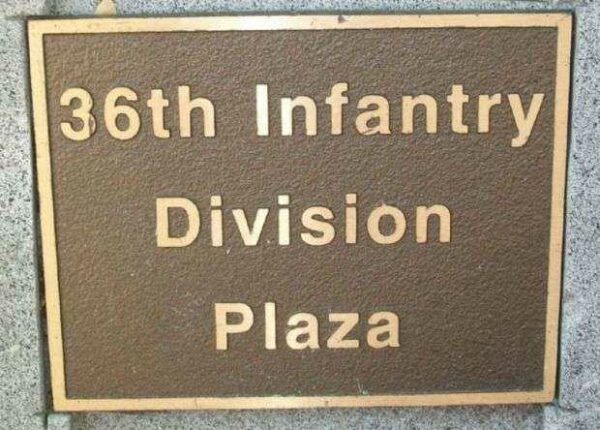 36th Infantry
Division
Plaza